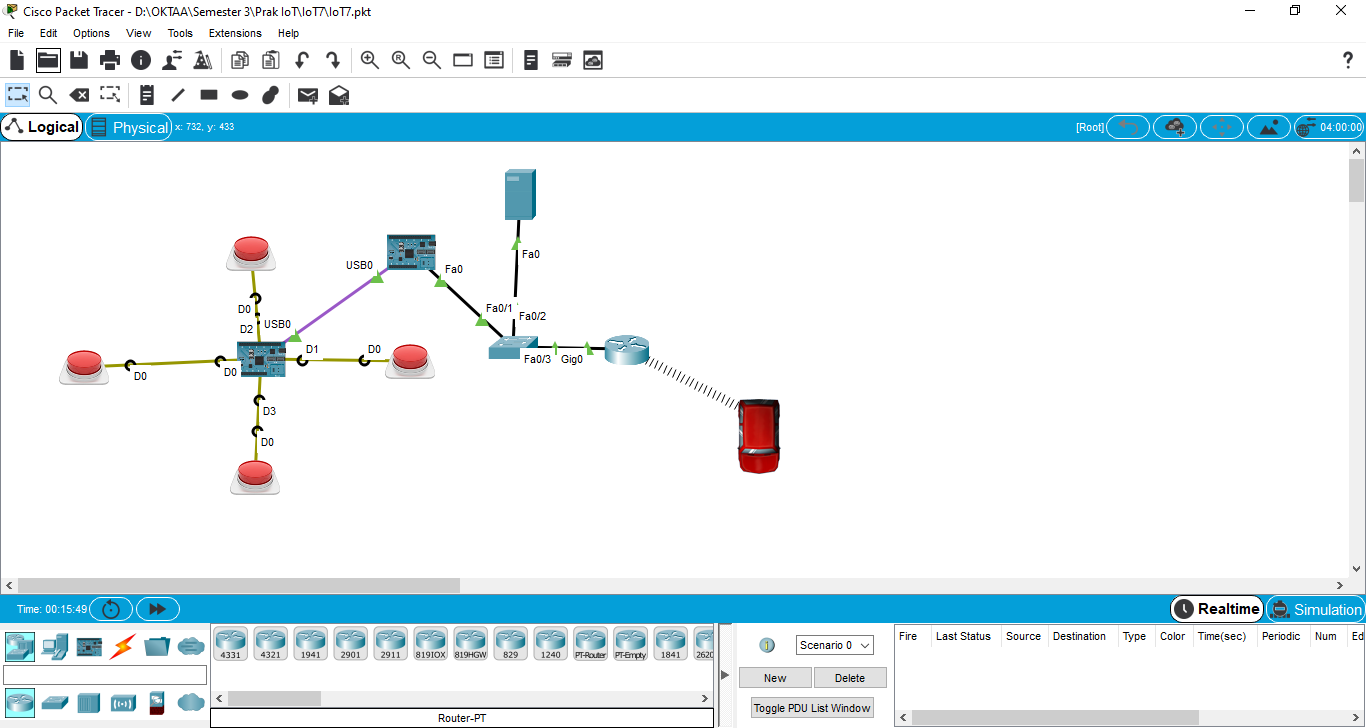 Cisco Packet Tracer - D:\OKTAA\Semester 3\Prak IoT\IoT7\IoT7.pkt
File Edit Options View Tools Extensions Help
?
Logical Physical x: 732, y: 433 [Root] 04:00:00
Fa0
USB0 Fa0
D0 Fa0/1 Fa0/2
D2 USB0
D1 D0
Fa0/3 Gig0
D0 D0
D3
D0
Time: 00:15:49 Realtime Simulation
4331 4321 1941 2901 2911 819IOX 819HGW 829 1240 PT-Router PT-Empty 1841 2620
Router-PT
Scenario 0
New Delete
Toggle PDU List Window
Fire Last Status Source Destination Type Color Time(sec) Periodic Num Ed